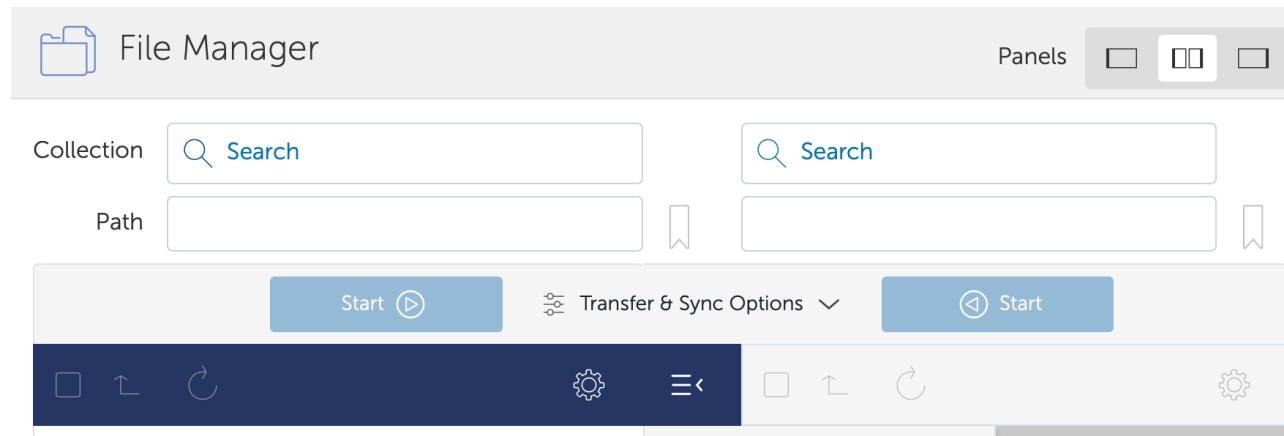 File Manager
Panels
Collection
Search
Search
Path
Start
Transfer & Sync Options
Start